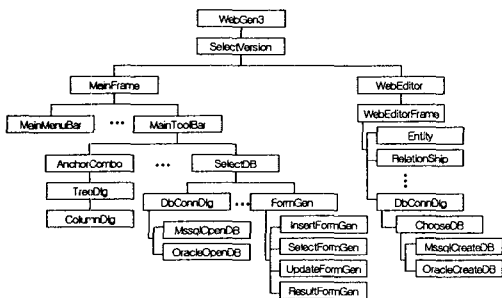 WebGen3
SelectVersion
MainFrame
WebEditor
MainMenuBar
•••
MainToolBar
WebEditorFrame
Entity
RelationShip
AnchorCombo
•••
SelectDB
TreeDlg
DbConnDlg
•••
FormGen
DbConnDlg
ColumnDlg
ChooseDB
MssqlOpenDB
OracleOpenDB
InsertFormGen
SelectFormGen
UpdateFormGen
ResultFormGen
MssqlCreateDB
OracleCreateDB